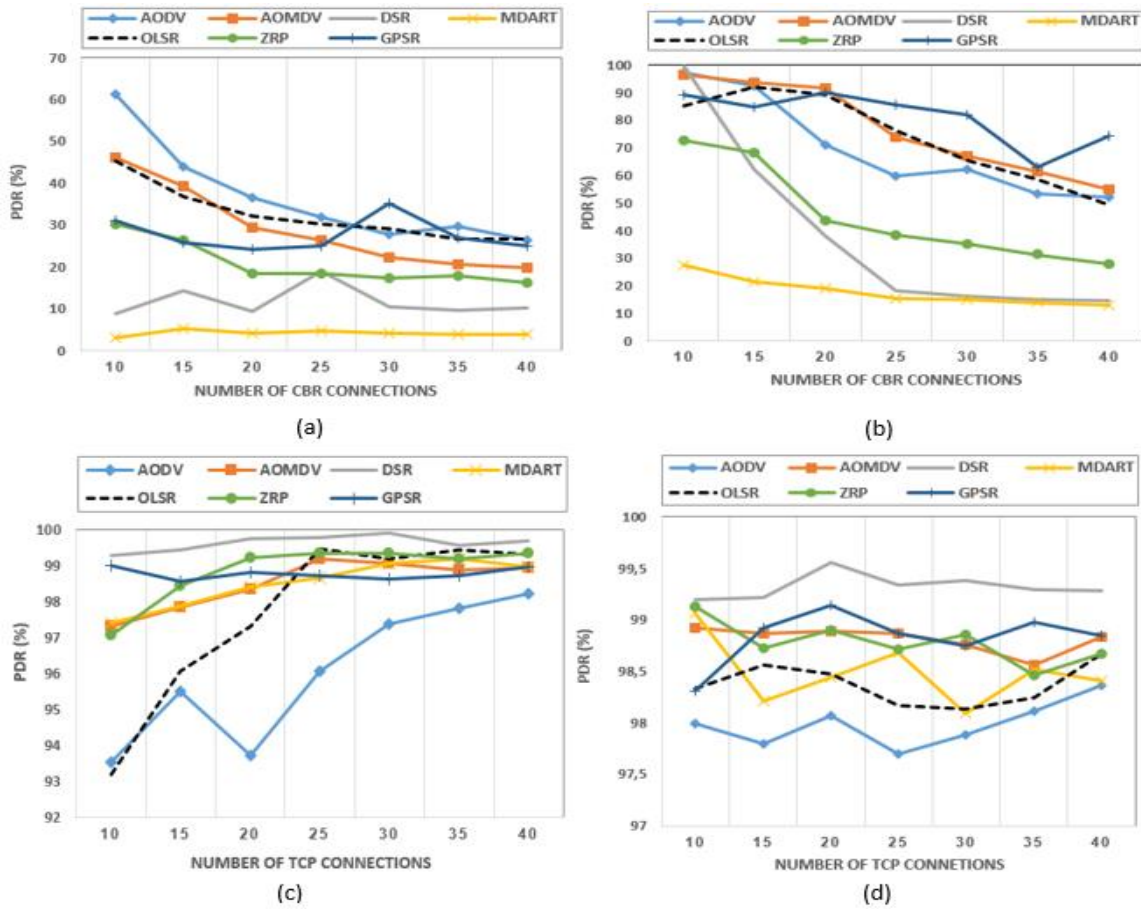 AODV AOMDV DSR MDART
OLSR ZRP GPSR
70
60
50
40
30
20
10
0
PDR (%)
10 15 20 25 30 35 40
NUMBER OF CBR CONNECTIONS
(a)
AODV AOMDV DSR MDART
OLSR ZRP GPSR
100
90
80
70
60
50
40
30
20
10
0
PDR (%)
10 15 20 25 30 35 40
NUMBER OF CBR CONNECTIONS
(b)
AODV AOMDV DSR MDART
OLSR ZRP GPSR
100
99
98
97
96
95
94
93
92
PDR (%)
10 15 20 25 30 35 40
NUMBER OF TCP CONNECTIONS
(c)
AODV AOMDV DSR MDART
OLSR ZRP GPSR
100
99,5
99
98,5
98
97,5
97
PDR (%)
10 15 20 25 30 35 40
NUMBER OF TCP CONNETIONS
(d)